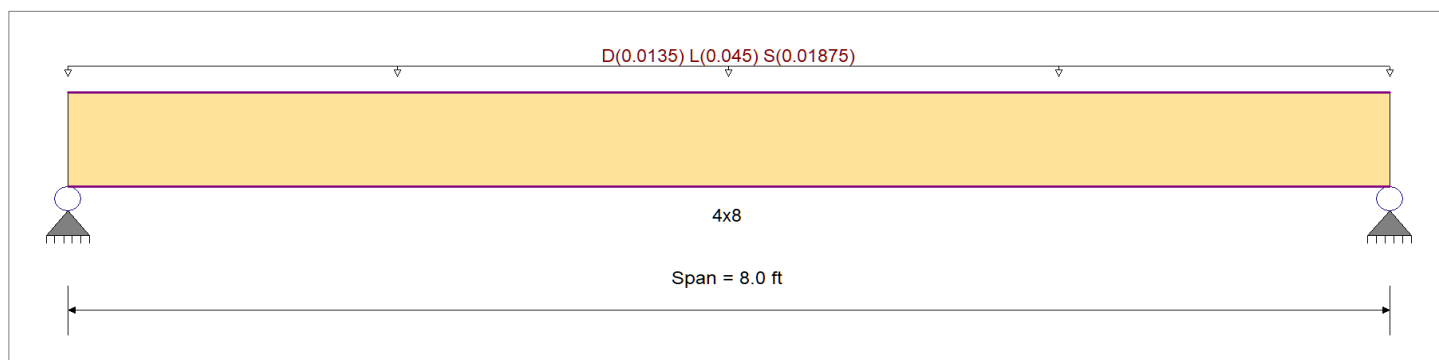 D(0.0135) L(0.045) S(0.01875)
4x8
Span = 8.0 ft